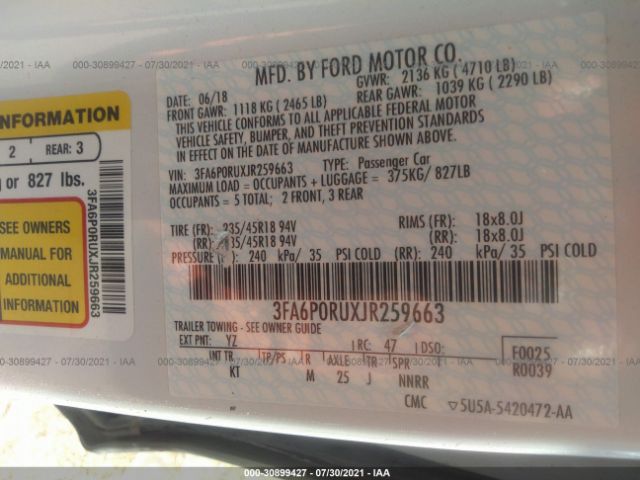 000-30899427 - 07/30/2021 - IAA
INFORMATION
2 REAR: 3
or 827 lbs.
SEE OWNERS
MANUAL FOR
ADDITIONAL
INFORMATION
3FA6P0RUXJR259663
MFD. BY FORD MOTOR CO.
DATE: 06/18 GVWR: 2136 KG (4710 LB)
FRONT GAWR: 1118 KG (2465 LB) REAR GAWR: 1039 KG (2290 LB)
THIS VEHICLE CONFORMS TO ALL APPLICABLE FEDERAL MOTOR
VEHICLE SAFETY, BUMPER, AND THEFT PREVENTION STANDARDS
IN EFFECT ON THE DATE OF MANUFACTURE SHOWN ABOVE.
VIN: 3FA6P0RUXJR259663 TYPE: Passenger Car
MAXIMUM LOAD = OCCUPANTS + LUGGAGE = 375KG/ 827LB
OCCUPANTS = 5 TOTAL; 2 FRONT, 3 REAR
TIRE (FR): 235/45R18 94V RIMS (FR): 18x8.0J
(RR): 235/45R18 94V (RR): 18x8.0J
PRESSURE ( ): 240 kPa/ 35 PSI COLD (RR): 240 kPa/ 35 PSI COLD
3FA6P0RUXJR259663
TRAILER TOWING - SEE OWNER GUIDE
EXT PNT: YZ RC: 47 DSO: F0025
INT TR TP/PS R AXLE TR SPR R0039
KT M 25 J NNRR
CMC ▽5U5A-5420472-AA
000-30899427 - 07/30/2021 - IAA